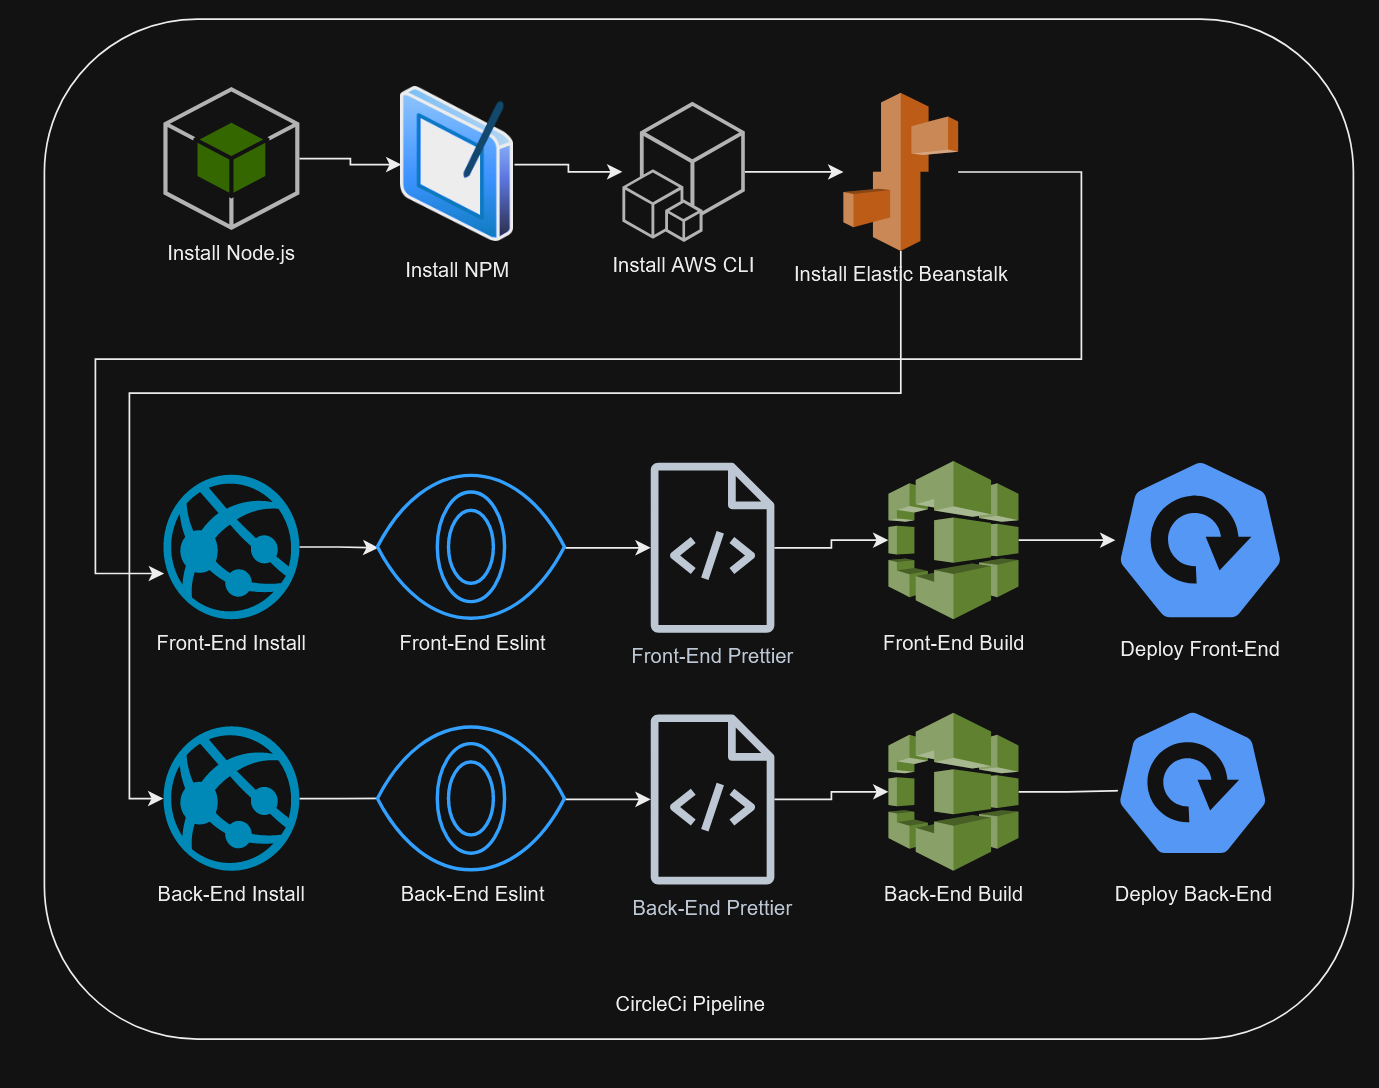 Install Node.js
Install NPM
Install AWS CLI
Install Elastic Beanstalk
Front-End Install
Front-End Eslint
</>
Front-End Prettier
Front-End Build
Deploy Front-End
Back-End Install
Back-End Eslint
</>
Back-End Prettier
Back-End Build
Deploy Back-End
CircleCi Pipeline